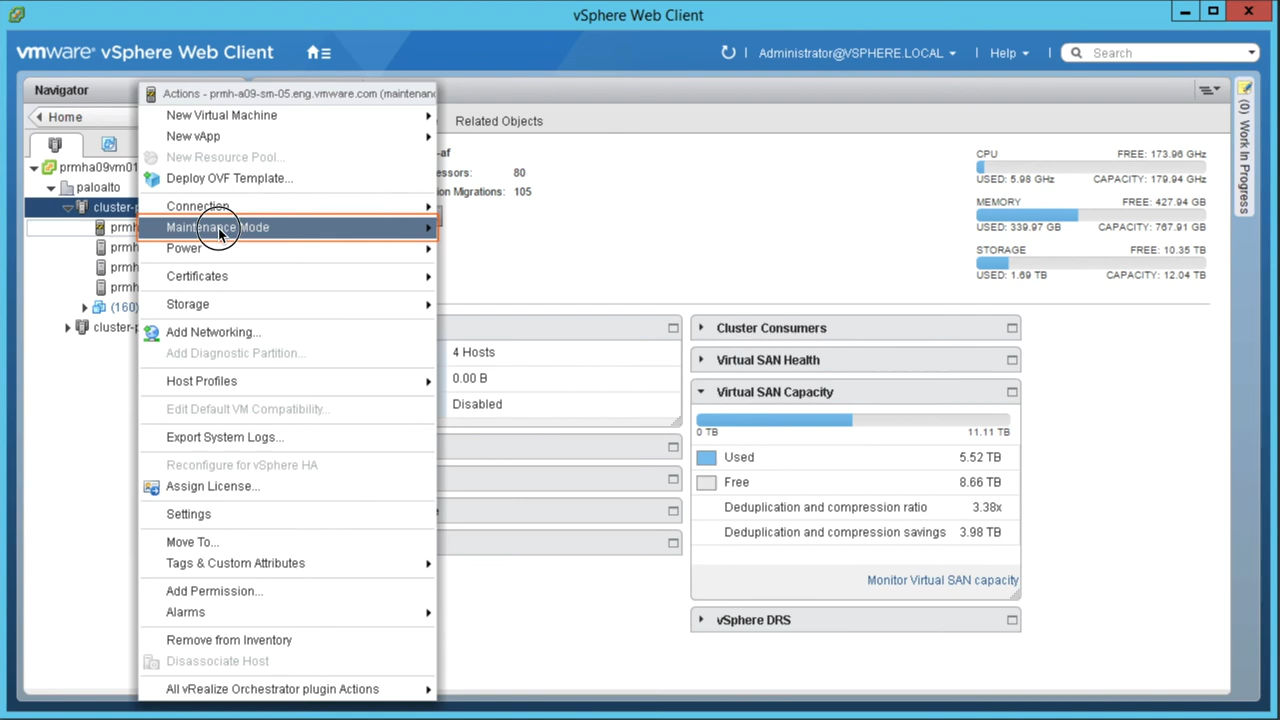 vSphere Web Client
vmware® vSphere Web Client
Administrator@VSPHERE.LOCAL
Help
Search
Navigator
Home
prmha09vm01
paloalto
cluster-p
prmh
prmh
prmh
prmh
(160)
cluster-p
Actions - prmh-a09-sm-05.eng.vmware.com (maintenanc
New Virtual Machine
New vApp
New Resource Pool...
Deploy OVF Template...
Connection
Maintenance Mode
Power
Certificates
Storage
Add Networking...
Add Diagnostic Partition...
Host Profiles
Edit Default VM Compatibility...
Export System Logs...
Reconfigure for vSphere HA
Assign License...
Settings
Move To...
Tags & Custom Attributes
Add Permission...
Alarms
Remove from Inventory
Disassociate Host
All vRealize Orchestrator plugin Actions
Related Objects
-af
essors: 80
ion Migrations: 105
CPU FREE: 173.96 GHz
USED: 5.98 GHz CAPACITY: 179.94 GHz
MEMORY FREE: 427.94 GB
USED: 339.97 GB CAPACITY: 767.91 GB
STORAGE FREE: 10.35 TB
USED: 1.69 TB CAPACITY: 12.04 TB
4 Hosts
0.00 B
Disabled
Cluster Consumers
Virtual SAN Health
Virtual SAN Capacity
0 TB 11.11 TB
Used 5.52 TB
Free 8.66 TB
Deduplication and compression ratio 3.38x
Deduplication and compression savings 3.98 TB
Monitor Virtual SAN capacity
vSphere DRS
(0) Work In Progress